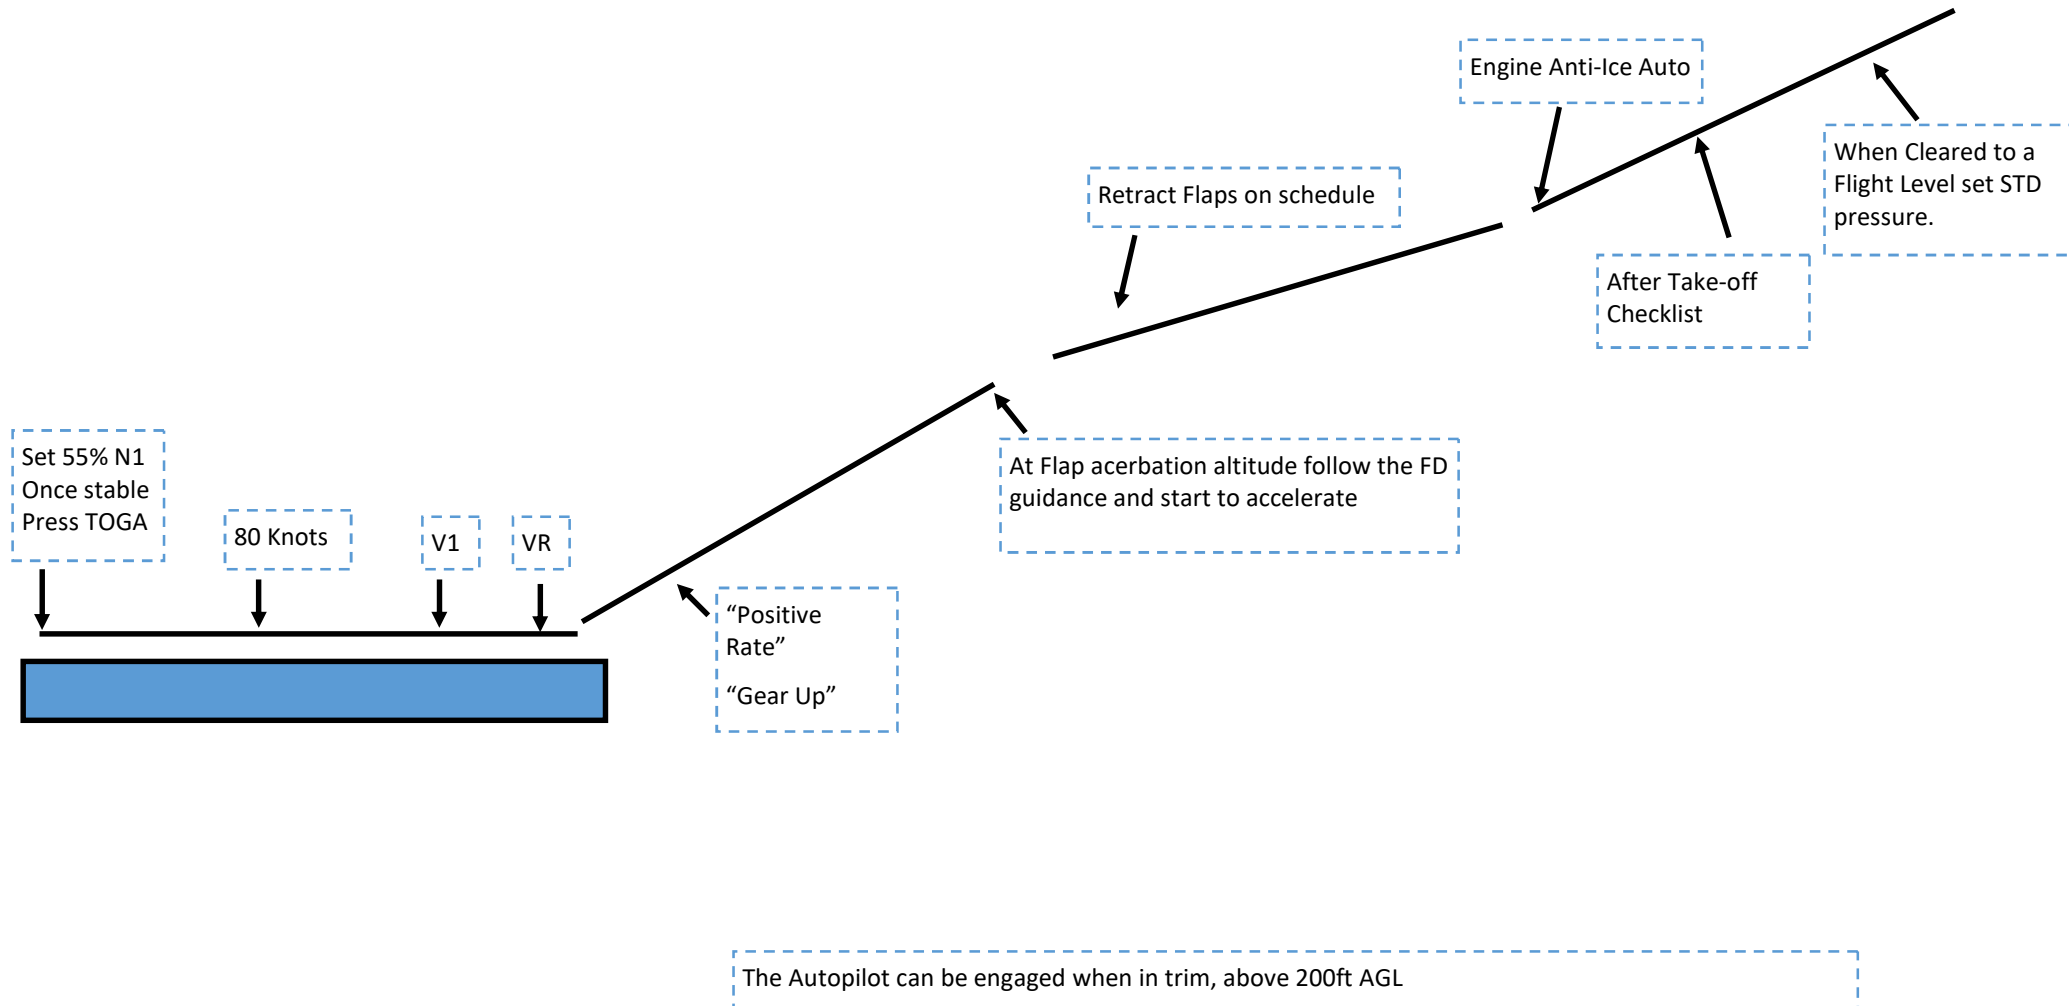 Set 55% N1
Once stable
Press TOGA
80 Knots
V1
VR
“Positive
Rate”
“Gear Up”
At Flap acerbation altitude follow the FD
guidance and start to accelerate
Retract Flaps on schedule
Engine Anti-Ice Auto
After Take-off
Checklist
When Cleared to a
Flight Level set STD
pressure.
The Autopilot can be engaged when in trim, above 200ft AGL